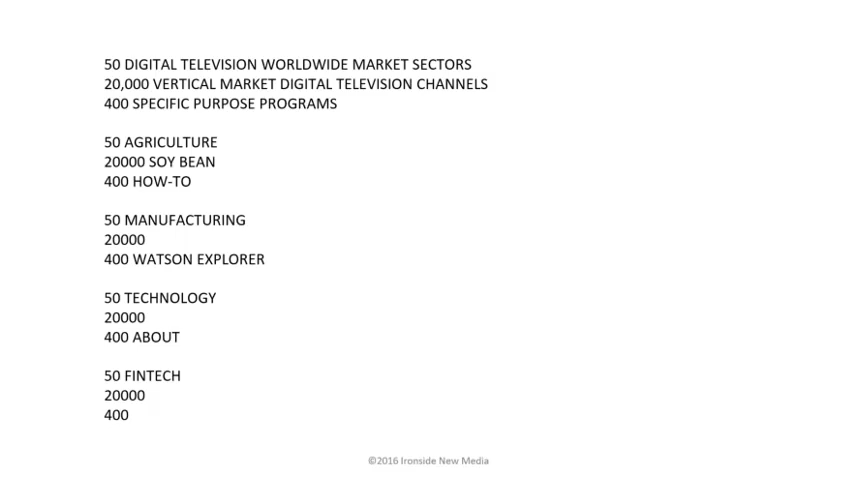 50 DIGITAL TELEVISION WORLDWIDE MARKET SECTORS
20,000 VERTICAL MARKET DIGITAL TELEVISION CHANNELS
400 SPECIFIC PURPOSE PROGRAMS
50 AGRICULTURE
20000 SOY BEAN
400 HOW-TO
50 MANUFACTURING
20000
400 WATSON EXPLORER
50 TECHNOLOGY
20000
400 ABOUT
50 FINTECH
20000
400
©2016 Ironside New Media